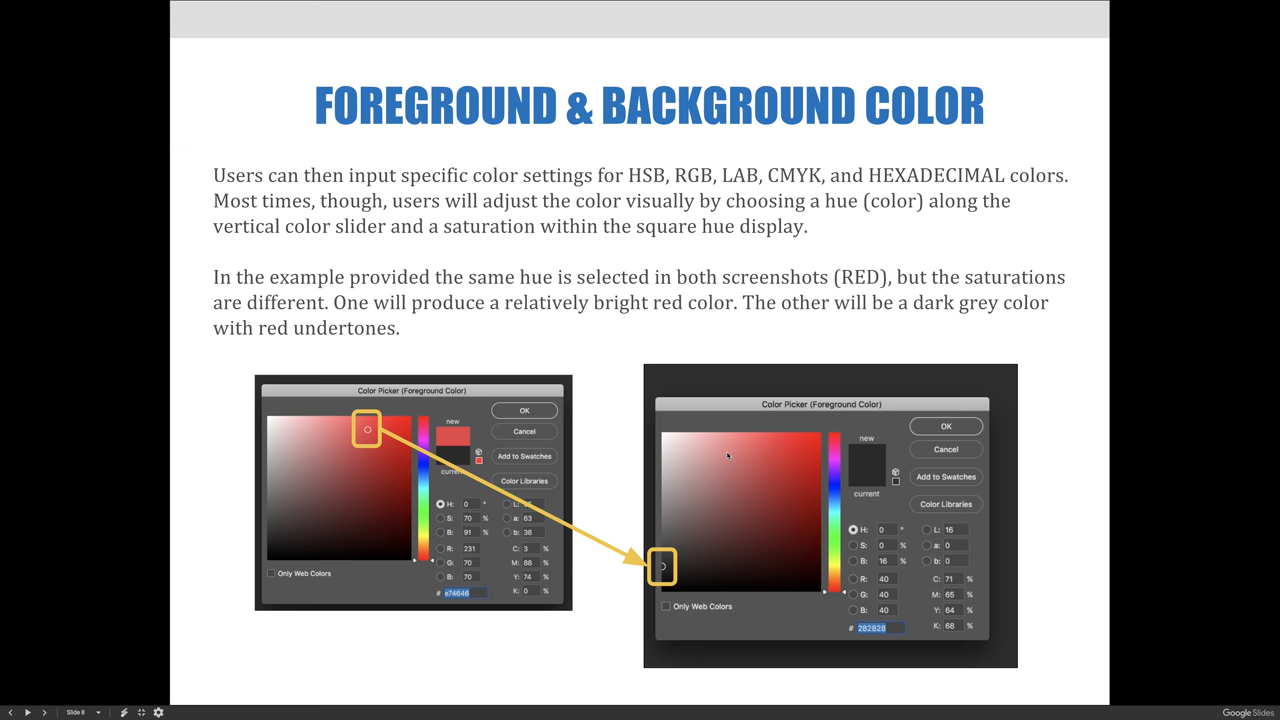 FOREGROUND & BACKGROUND COLOR
Users can then input specific color settings for HSB, RGB, LAB, CMYK, and HEXADECIMAL colors.
Most times, though, users will adjust the color visually by choosing a hue (color) along the
vertical color slider and a saturation within the square hue display.
In the example provided the same hue is selected in both screenshots (RED), but the saturations
are different. One will produce a relatively bright red color. The other will be a dark grey color
with red undertones.
Color Picker (Foreground Color)
new
current
OK
Cancel
Add to Swatches
Color Libraries
H: 0 °
S: 70 %
B: 91 %
R: 231
G: 70
B: 70
# e74646
L:
a: 63
b: 38
C: 3 %
M: 88 %
Y: 74 %
K: 0 %
Only Web Colors
Color Picker (Foreground Color)
new
current
OK
Cancel
Add to Swatches
Color Libraries
H: 0 °
S: 0 %
B: 16 %
R: 40
G: 40
B: 40
# 282828
L: 16
a: 0
b: 0
C: 71 %
M: 65 %
Y: 64 %
K: 68 %
Only Web Colors
Slide 8
Google Slides